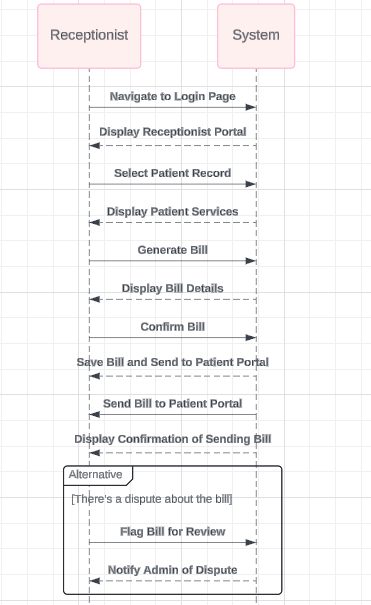 Receptionist
System
Navigate to Login Page
Display Receptionist Portal
Select Patient Record
Display Patient Services
Generate Bill
Display Bill Details
Confirm Bill
Save Bill and Send to Patient Portal
Send Bill to Patient Portal
Display Confirmation of Sending Bill
Alternative
[There's a dispute about the bill]
Flag Bill for Review
Notify Admin of Dispute